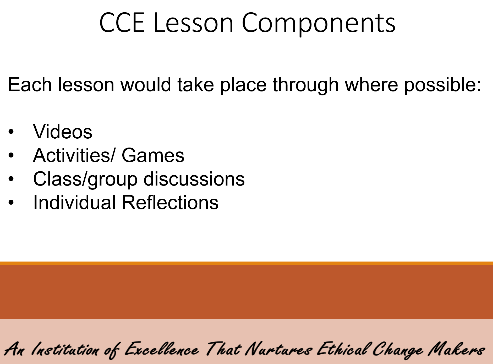 CCE Lesson Components
Each lesson would take place through where possible:
• Videos
• Activities/ Games
• Class/group discussions
• Individual Reflections
An Institution of Excellence That Nurtures Ethical Change Makers